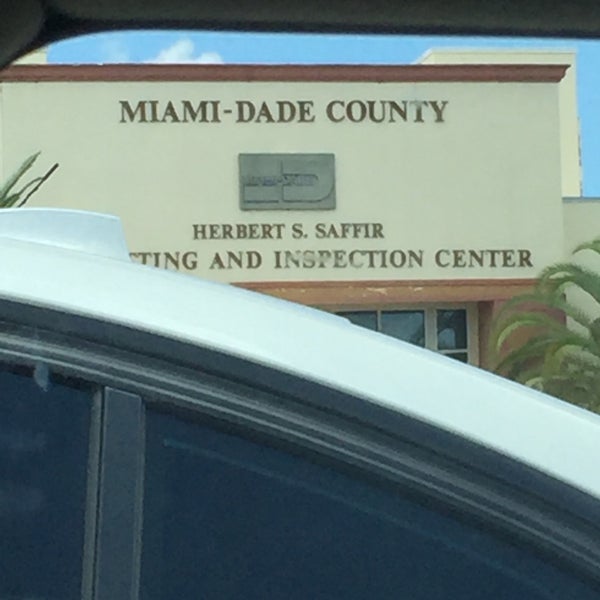 MIAMI-DADE COUNTY
HERBERT S. SAFFIR
TING AND INSPECTION CENTER